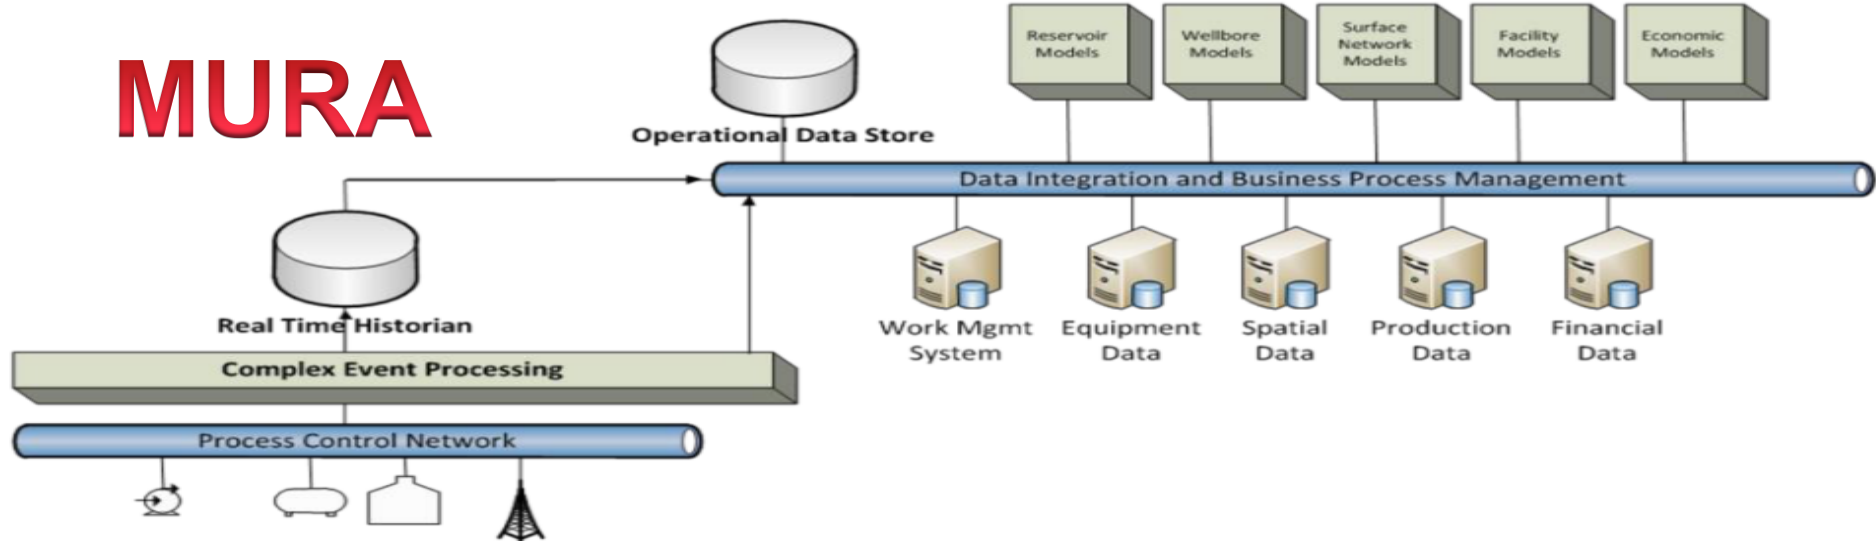 MURA
Operational Data Store
Reservoir
Models
Wellbore
Models
Surface
Network
Models
Facility
Models
Economic
Models
Data Integration and Business Process Management
Work Mgmt
System
Equipment
Data
Spatial
Data
Production
Data
Financial
Data
Real Time Historian
Complex Event Processing
Process Control Network